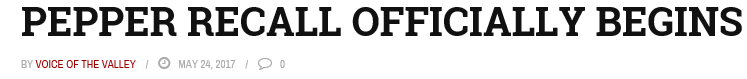 PEPPER RECALL OFFICIALLY BEGINS
BY VOICE OF THE VALLEY / MAY 24, 2017 / 0